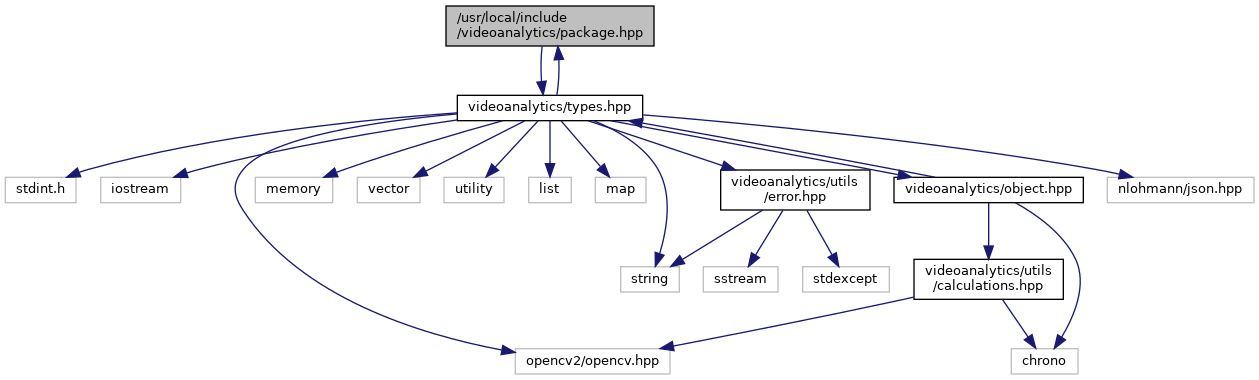 /usr/local/include
/videoanalytics/package.hpp
videoanalytics/types.hpp
stdint.h
iostream
memory
vector
utility
list
map
videoanalytics/utils
/error.hpp
videoanalytics/object.hpp
nlohmann/json.hpp
string
sstream
stdexcept
videoanalytics/utils
/calculations.hpp
opencv2/opencv.hpp
chrono